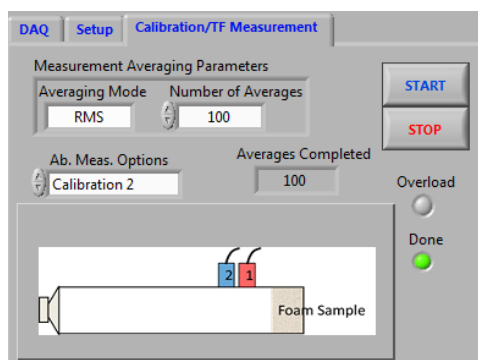 DAQ Setup Calibration/TF Measurement
Measurement Averaging Parameters
Averaging Mode Number of Averages
RMS 100
START
STOP
Ab. Meas. Options Averages Completed
Calibration 2 100
Overload
Done
2 1
Foam Sample